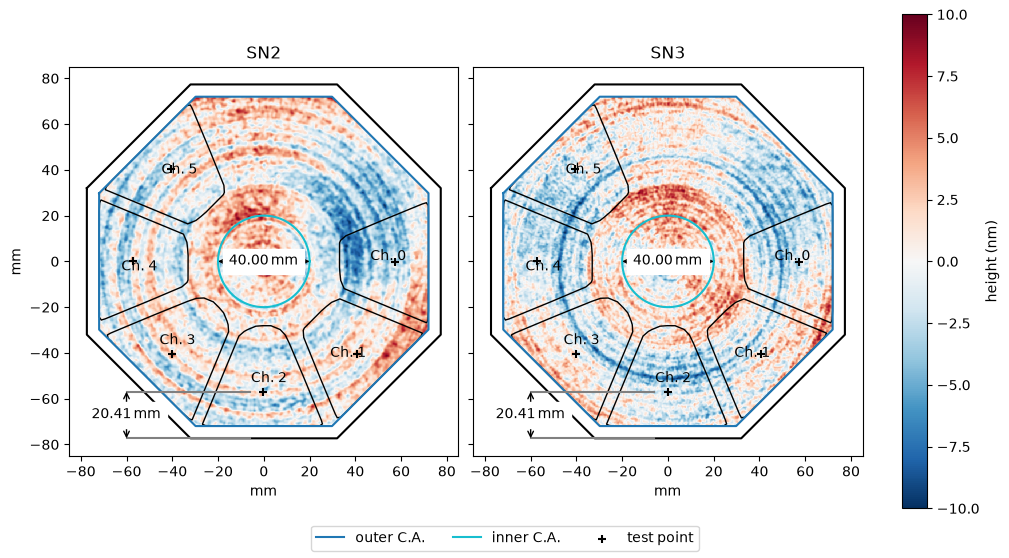 SN2
SN3
80
60
40
20
0
−20
−40
−60
−80
mm
−80 −60 −40 −20 0 20 40 60 80
mm
Ch. 5
Ch. 4
Ch. 3
Ch. 2
Ch. 1
Ch. 0
40.00 mm
20.41 mm
−80 −60 −40 −20 0 20 40 60 80
mm
Ch. 5
Ch. 4
Ch. 3
Ch. 2
Ch. 1
Ch. 0
40.00 mm
20.41 mm
10.0
7.5
5.0
2.5
0.0
−2.5
−5.0
−7.5
−10.0
height (nm)
outer C.A. inner C.A. test point